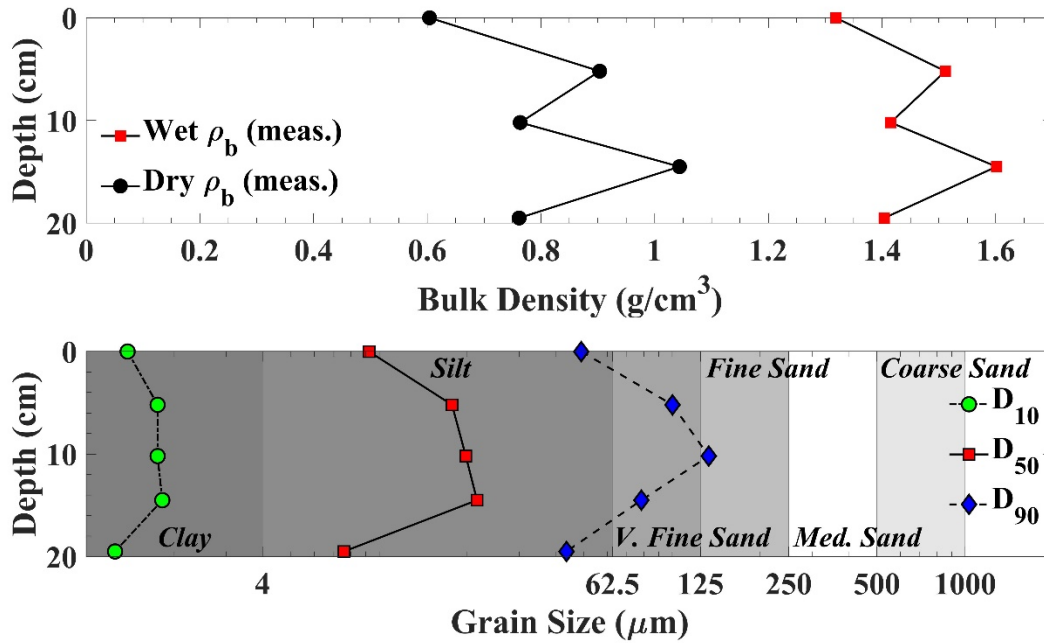 0
10
20
Depth (cm)
Wet ρb (meas.)
Dry ρb (meas.)
0 0.2 0.4 0.6 0.8 1 1.2 1.4 1.6
Bulk Density (g/cm³)
0
10
20
Depth (cm)
Silt Fine Sand Coarse Sand
D10
D50
D90
Clay V. Fine Sand Med. Sand
4 62.5 125 250 500 1000
Grain Size (μm)